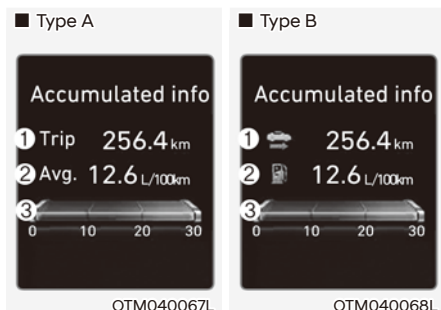 ■ Type A
Accumulated info
1 Trip 256.4 km
2 Avg. 12.6 L/100km
3
0 10 20 30
OTM040067L
■ Type B
Accumulated info
1 256.4 km
2 12.6 L/100km
3
0 10 20 30
OTM040068L